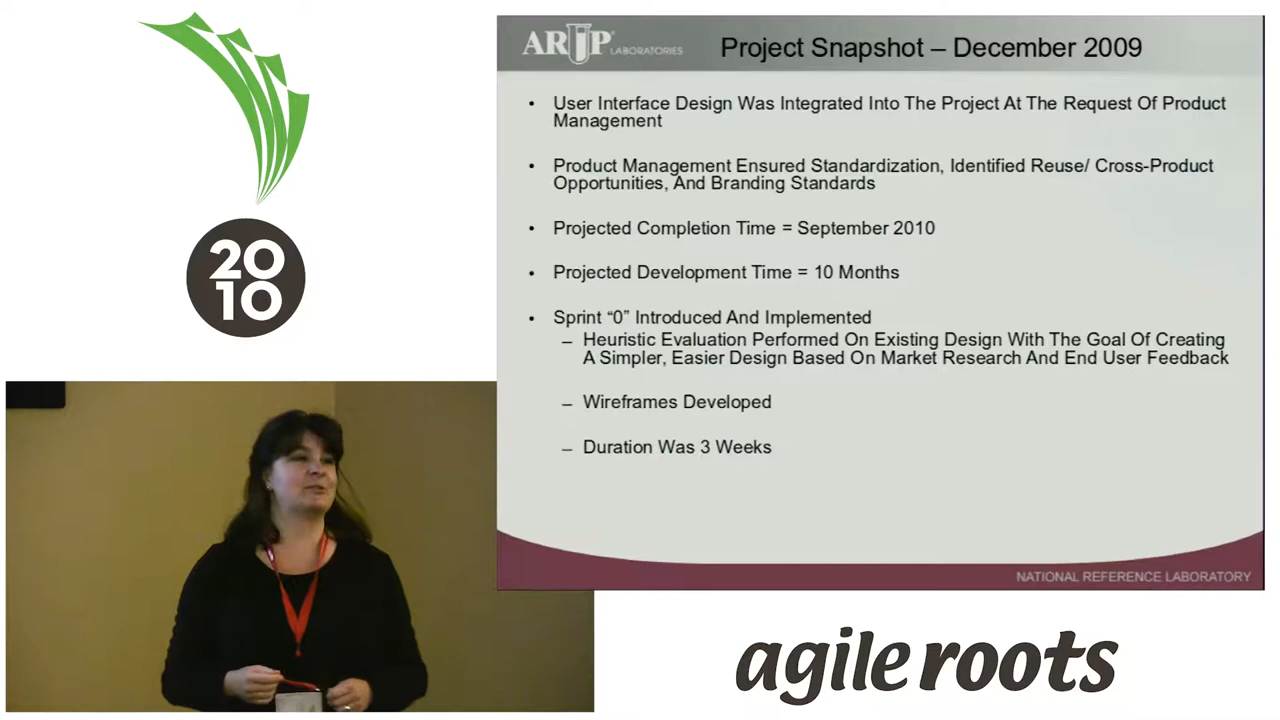 20
10
ARUP LABORATORIES
Project Snapshot – December 2009
• User Interface Design Was Integrated Into The Project At The Request Of Product
Management
• Product Management Ensured Standardization, Identified Reuse/ Cross-Product
Opportunities, And Branding Standards
• Projected Completion Time = September 2010
• Projected Development Time = 10 Months
• Sprint “0” Introduced And Implemented
– Heuristic Evaluation Performed On Existing Design With The Goal Of Creating
A Simpler, Easier Design Based On Market Research And End User Feedback
– Wireframes Developed
– Duration Was 3 Weeks
NATIONAL REFERENCE LABORATORY
agile roots